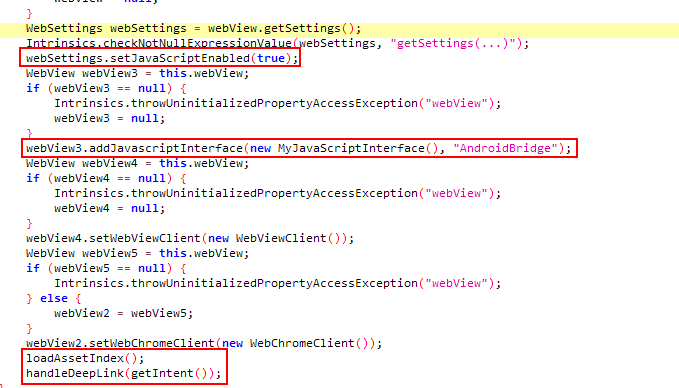 webView = null;
}
WebSettings webSettings = webView.getSettings();
Intrinsics.checkNotNullExpressionValue(webSettings, "getSettings(...)");
webSettings.setJavaScriptEnabled(true);
WebView webView3 = this.webView;
if (webView3 == null) {
Intrinsics.throwUninitializedPropertyAccessException("webView");
webView3 = null;
}
webView3.addJavascriptInterface(new MyJavaScriptInterface(), "AndroidBridge");
WebView webView4 = this.webView;
if (webView4 == null) {
Intrinsics.throwUninitializedPropertyAccessException("webView");
webView4 = null;
}
webView4.setWebViewClient(new WebViewClient());
WebView webView5 = this.webView;
if (webView5 == null) {
Intrinsics.throwUninitializedPropertyAccessException("webView");
} else {
webView2 = webView5;
}
webView2.setWebChromeClient(new WebChromeClient());
loadAssetIndex();
handleDeepLink(getIntent());